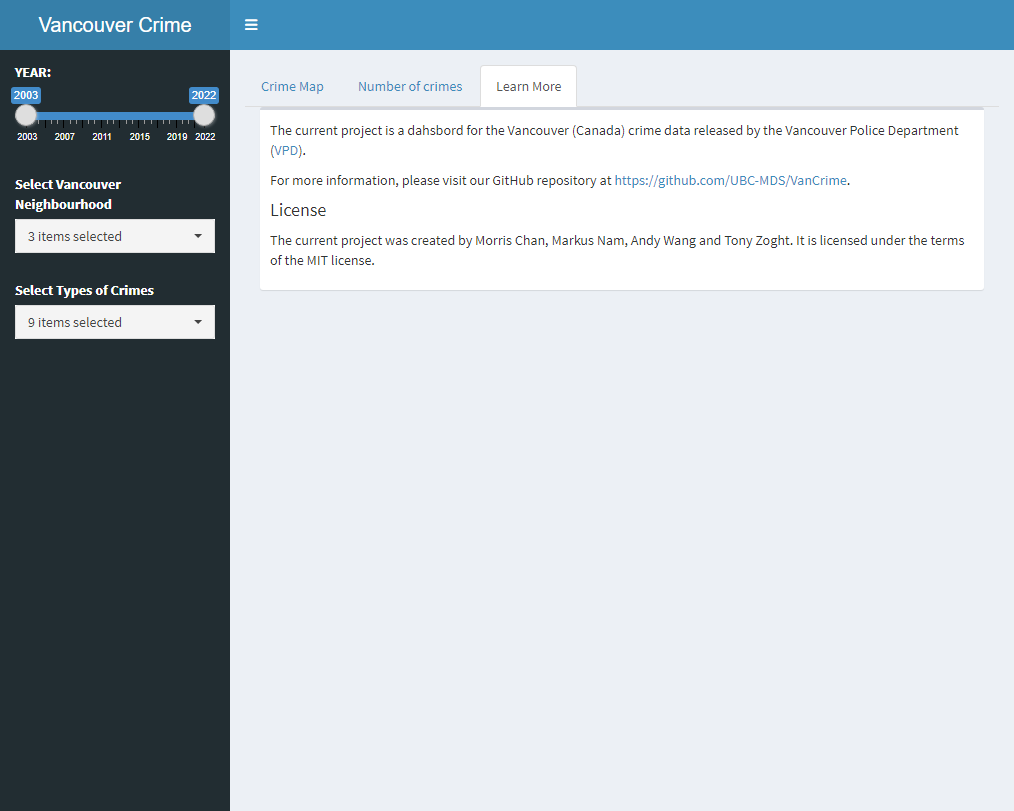 Vancouver Crime
YEAR:
2003 2022
2003 2007 2011 2015 2019 2022
Select Vancouver
Neighbourhood
3 items selected
Select Types of Crimes
9 items selected
Crime Map Number of crimes Learn More
The current project is a dahsbord for the Vancouver (Canada) crime data released by the Vancouver Police Department
(VPD).
For more information, please visit our GitHub repository at https://github.com/UBC-MDS/VanCrime.
License
The current project was created by Morris Chan, Markus Nam, Andy Wang and Tony Zoght. It is licensed under the terms
of the MIT license.